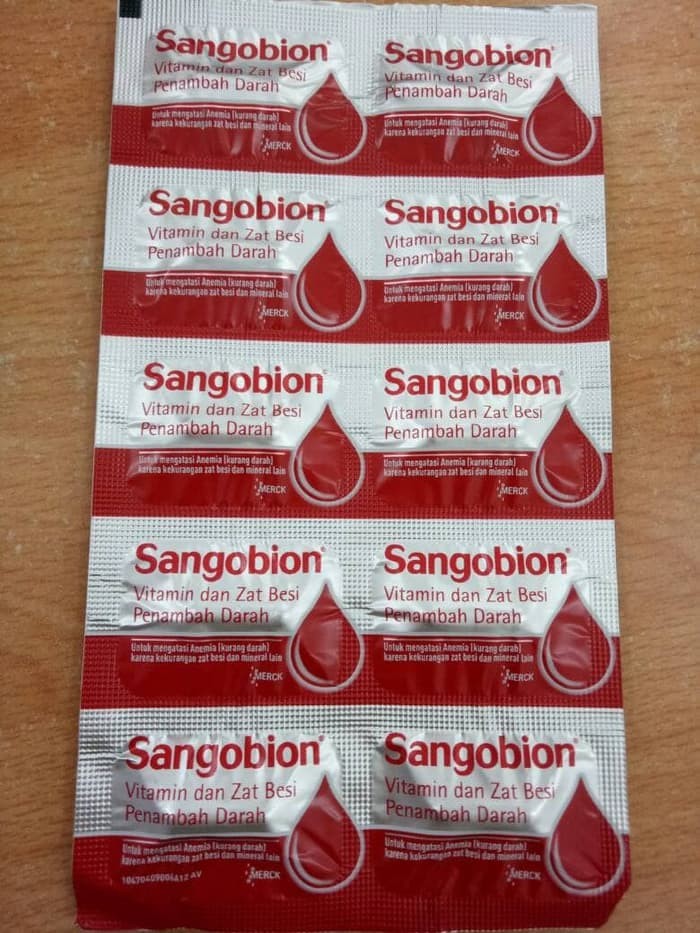 Sangobion®
Vitamin dan Zat Besi
Penambah Darah
Untuk mengatasi Anemia (kurang darah)
karena kekurangan zat besi dan mineral lain
MERCK
Sangobion®
Vitamin dan Zat Besi
Penambah Darah
Untuk mengatasi Anemia (kurang darah)
karena kekurangan zat besi dan mineral lain
MERCK
Sangobion®
Vitamin dan Zat Besi
Penambah Darah
Untuk mengatasi Anemia (kurang darah)
karena kekurangan zat besi dan mineral lain
MERCK
Sangobion®
Vitamin dan Zat Besi
Penambah Darah
Untuk mengatasi Anemia (kurang darah)
karena kekurangan zat besi dan mineral lain
MERCK
Sangobion®
Vitamin dan Zat Besi
Penambah Darah
Untuk mengatasi Anemia (kurang darah)
karena kekurangan zat besi dan mineral lain
MERCK
Sangobion®
Vitamin dan Zat Besi
Penambah Darah
Untuk mengatasi Anemia (kurang darah)
karena kekurangan zat besi dan mineral lain
MERCK
Sangobion®
Vitamin dan Zat Besi
Penambah Darah
Untuk mengatasi Anemia (kurang darah)
karena kekurangan zat besi dan mineral lain
MERCK
Sangobion®
Vitamin dan Zat Besi
Penambah Darah
Untuk mengatasi Anemia (kurang darah)
karena kekurangan zat besi dan mineral lain
MERCK
Sangobion®
Vitamin dan Zat Besi
Penambah Darah
Untuk mengatasi Anemia (kurang darah)
karena kekurangan zat besi dan mineral lain
MERCK
Sangobion®
Vitamin dan Zat Besi
Penambah Darah
Untuk mengatasi Anemia (kurang darah)
karena kekurangan zat besi dan mineral lain
MERCK